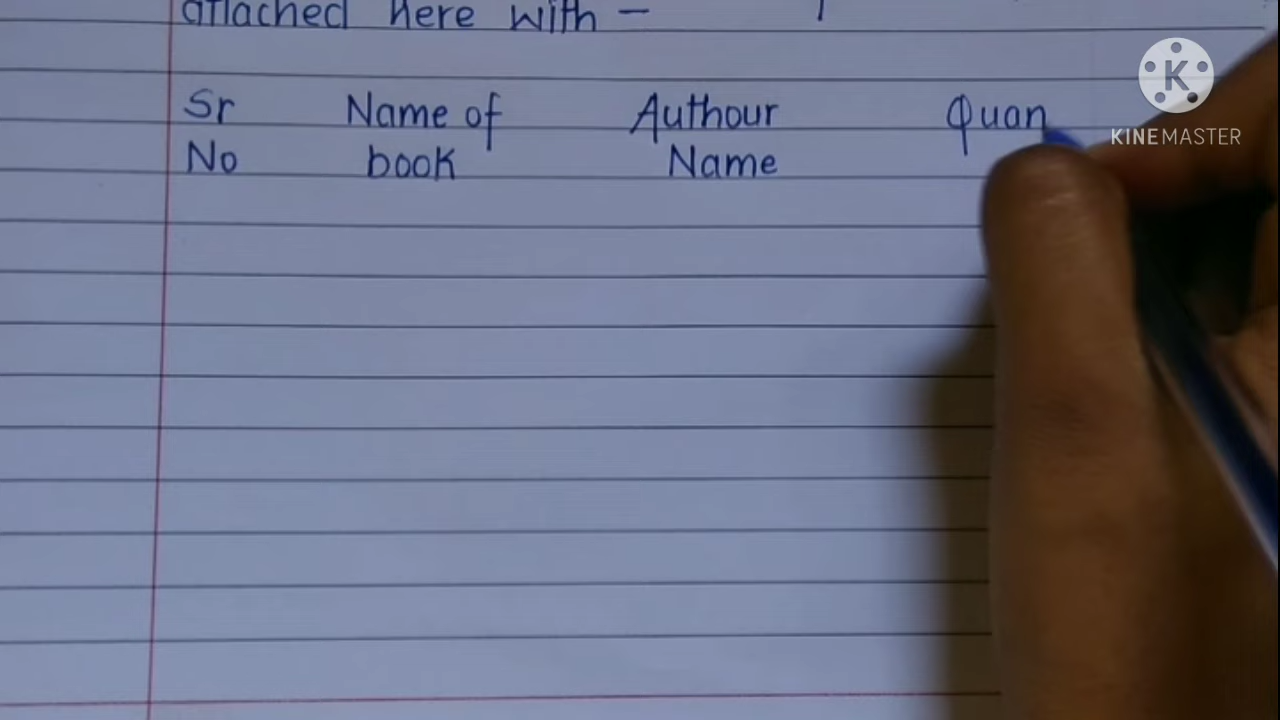 attached here with -
Sr Name of Authour Quan
No book Name
K
KINEMASTER